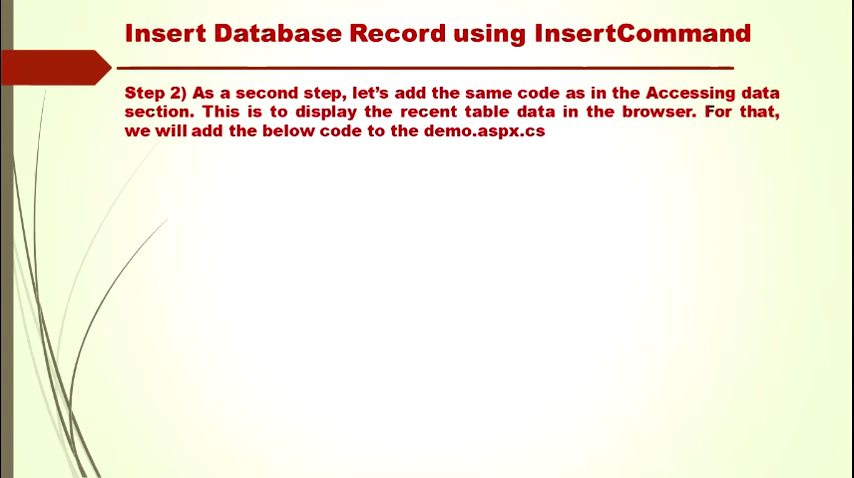 Insert Database Record using InsertCommand
Step 2) As a second step, let’s add the same code as in the Accessing data
section. This is to display the recent table data in the browser. For that,
we will add the below code to the demo.aspx.cs